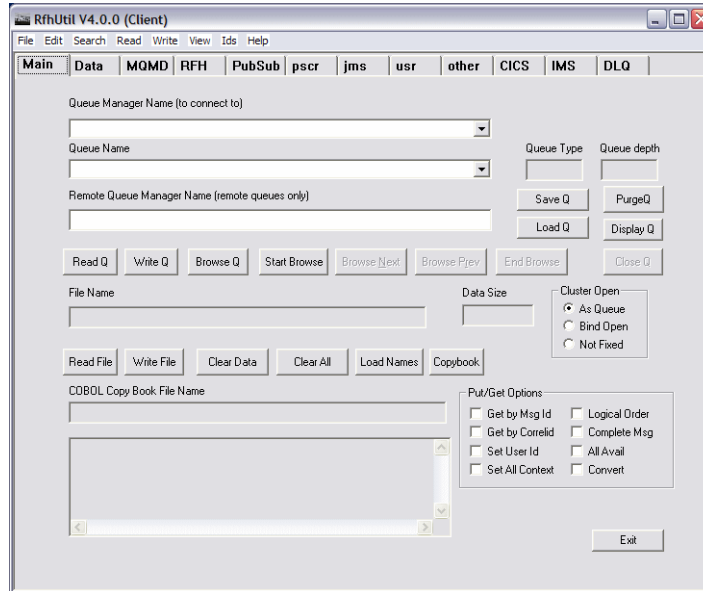 RfhUtil V4.0.0 (Client)
File Edit Search Read Write View Ids Help
Main Data MQMD RFH PubSub pscr jms usr other CICS IMS DLQ
Queue Manager Name (to connect to)
Queue Name
Queue Type Queue depth
Remote Queue Manager Name (remote queues only)
Save Q PurgeQ
Load Q Display Q
Read Q Write Q Browse Q Start Browse Browse Next Browse Prev End Browse Close Q
File Name
Data Size
Cluster Open
As Queue
Bind Open
Not Fixed
Read File Write File Clear Data Clear All Load Names Copybook
COBOL Copy Book File Name
Put/Get Options
Get by Msg Id Logical Order
Get by Correlid Complete Msg
Set User Id All Avail
Set All Context Convert
Exit